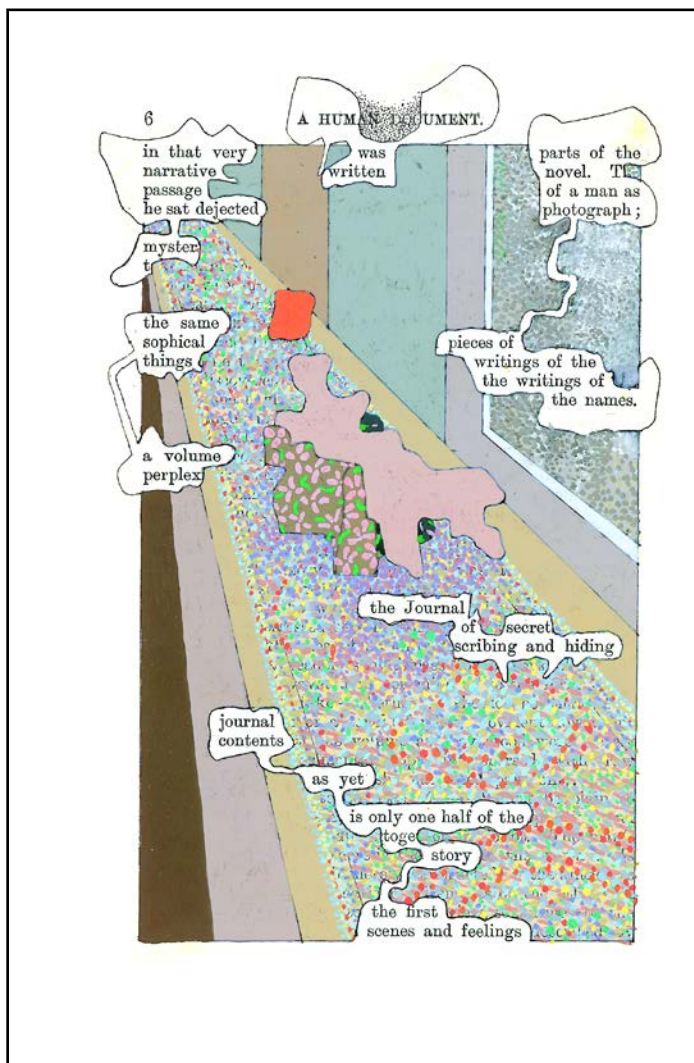 6
A HUMAN DOCUMENT.
in that very
narrative
passage
he sat dejected
myster
t
was
written
parts of the
novel. Th
of a man as
photograph ;
the same
sophical
things
pieces of
writings of the
the writings of
the names.
a volume
perplex
the Journal
of secret
scribing and hiding
journal
contents
as yet
is only one half of the
toge
story
the first
scenes and feelings